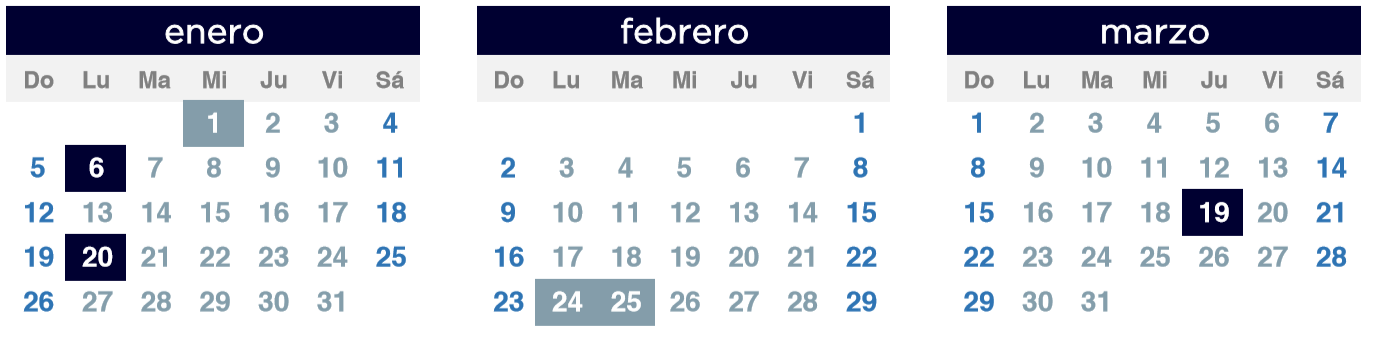 enero febrero marzo
Do Lu Ma Mi Ju Vi Sá Do Lu Ma Mi Ju Vi Sá Do Lu Ma Mi Ju Vi Sá
1 2 3 4 1 1 2 3 4 5 6 7
5 6 7 8 9 10 11 2 3 4 5 6 7 8 8 9 10 11 12 13 14
12 13 14 15 16 17 18 9 10 11 12 13 14 15 15 16 17 18 19 20 21
19 20 21 22 23 24 25 16 17 18 19 20 21 22 22 23 24 25 26 27 28
26 27 28 29 30 31 23 24 25 26 27 28 29 29 30 31